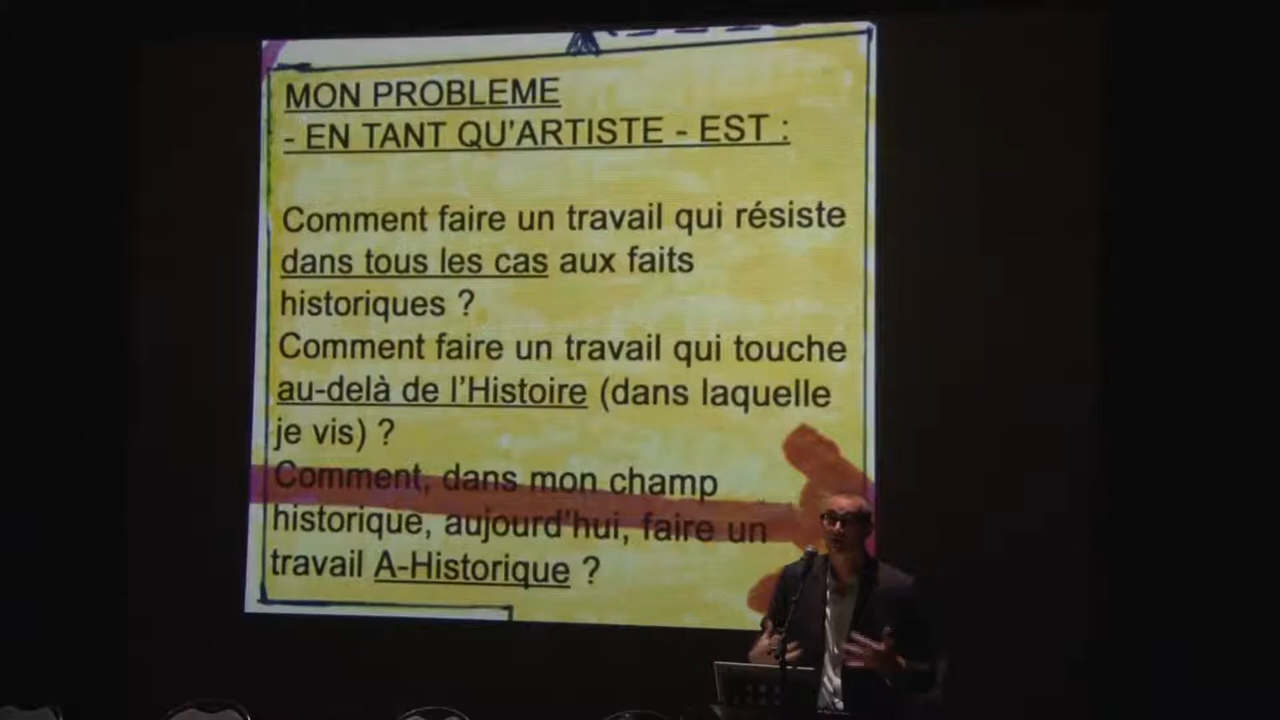 MON PROBLEME
- EN TANT QU'ARTISTE - EST :
Comment faire un travail qui résiste
dans tous les cas aux faits
historiques ?
Comment faire un travail qui touche
au-delà de l'Histoire (dans laquelle
je vis) ?
Comment, dans mon champ
historique, aujourd'hui, faire un
travail A-Historique ?